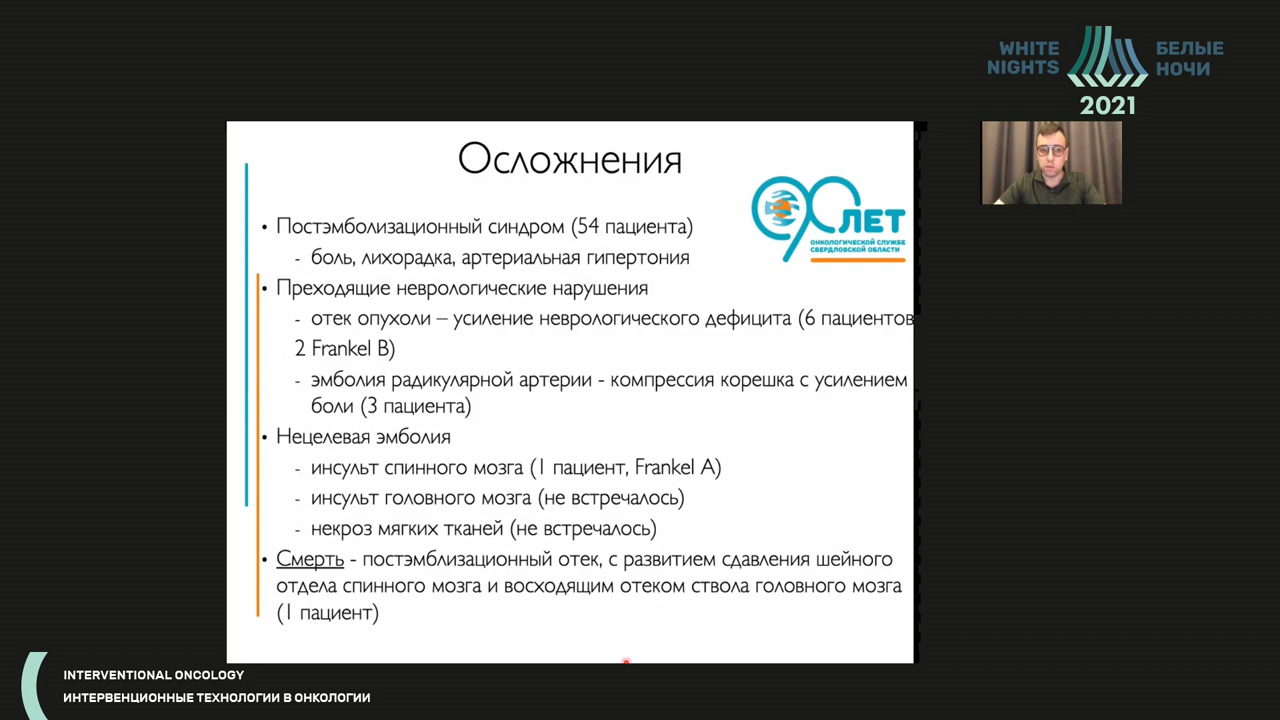 WHITE NIGHTS
БЕЛЫЕ НОЧИ
2021
Осложнения
90 ЛЕТ
ОНКОЛОГИЧЕСКОЙ СЛУЖБЕ
СВЕРДЛОВСКОЙ ОБЛАСТИ
• Постэмболизационный синдром (54 пациента)
- боль, лихорадка, артериальная гипертония
• Преходящие неврологические нарушения
- отек опухоли – усиление неврологического дефицита (6 пациентов
2 Frankel B)
- эмболия радикулярной артерии - компрессия корешка с усилением
боли (3 пациента)
• Нецелевая эмболия
- инсульт спинного мозга (1 пациент, Frankel A)
- инсульт головного мозга (не встречалось)
- некроз мягких тканей (не встречалось)
• Смерть - постэмблизационный отек, с развитием сдавления шейного
отдела спинного мозга и восходящим отеком ствола головного мозга
(1 пациент)
INTERVENTIONAL ONCOLOGY
ИНТЕРВЕНЦИОННЫЕ ТЕХНОЛОГИИ В ОНКОЛОГИИ